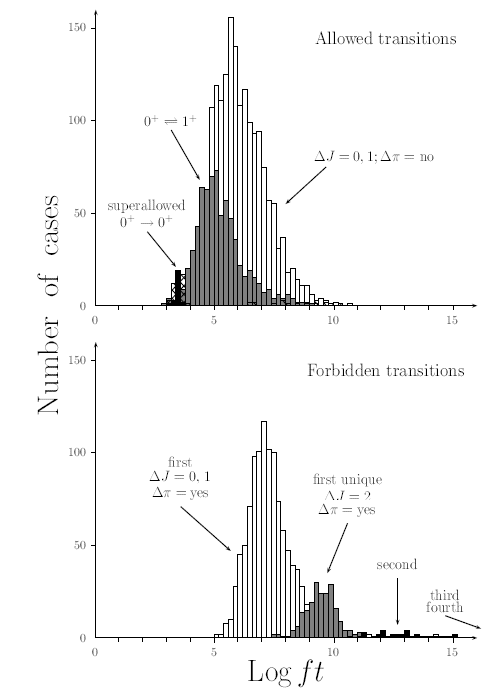 150
Allowed transitions
100
0⁺ ⇌ 1⁺
ΔJ = 0, 1; Δπ = no
superallowed
0⁺ → 0⁺
50
0
0
5
10
15
Number of cases
150
Forbidden transitions
100
first
ΔJ = 0, 1
Δπ = yes
first unique
ΔJ = 2
Δπ = yes
50
second
third
fourth
0
0
5
10
15
Log ft